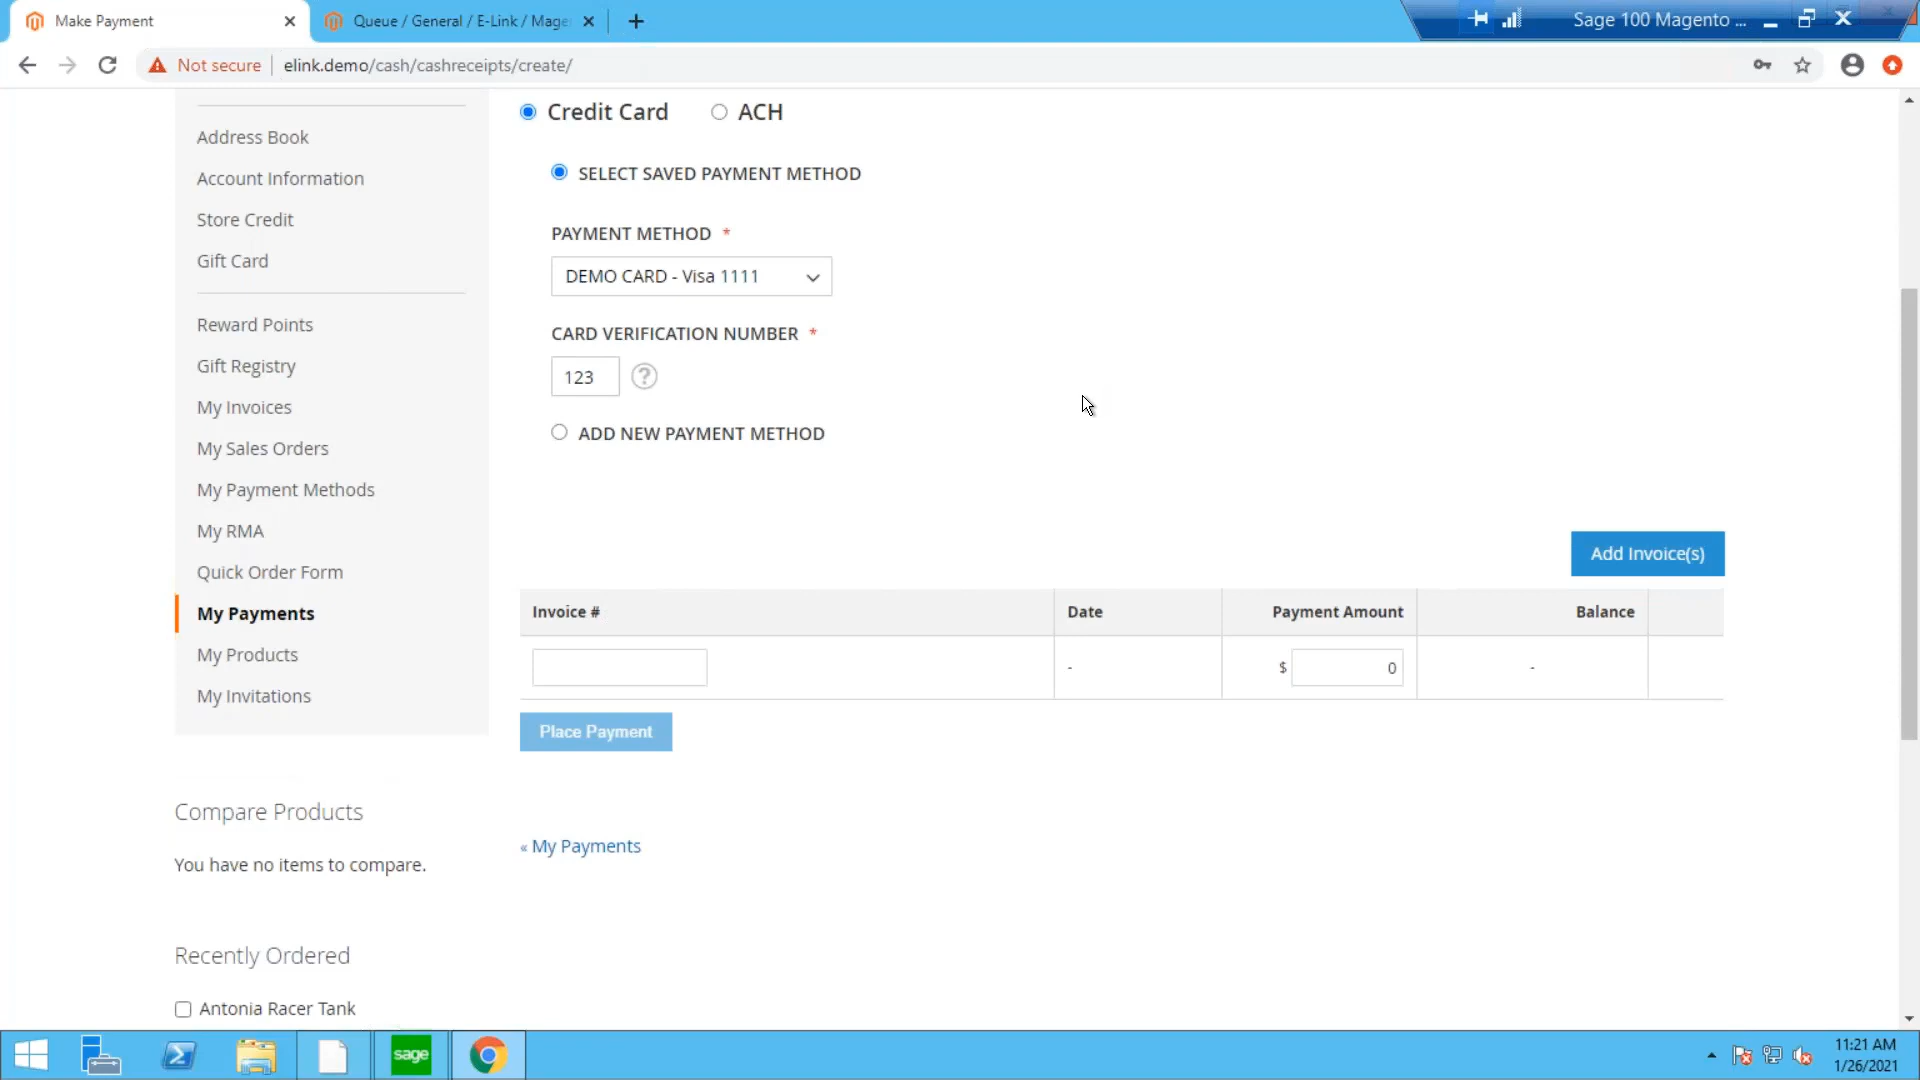 Make Payment
Queue / General / E-Link / Mage
Sage 100 Magento ...
Not secure
elink.demo/cash/cashreceipts/create/
Address Book
Account Information
Store Credit
Gift Card
Reward Points
Gift Registry
My Invoices
My Sales Orders
My Payment Methods
My RMA
Quick Order Form
My Payments
My Products
My Invitations
Compare Products
You have no items to compare.
Recently Ordered
Antonia Racer Tank
Credit Card
ACH
SELECT SAVED PAYMENT METHOD
PAYMENT METHOD *
DEMO CARD - Visa 1111
CARD VERIFICATION NUMBER *
123
?
ADD NEW PAYMENT METHOD
Add Invoice(s)
Invoice # Date Payment Amount Balance
- $ 0 -
Place Payment
« My Payments
sage
11:21 AM
1/26/2021